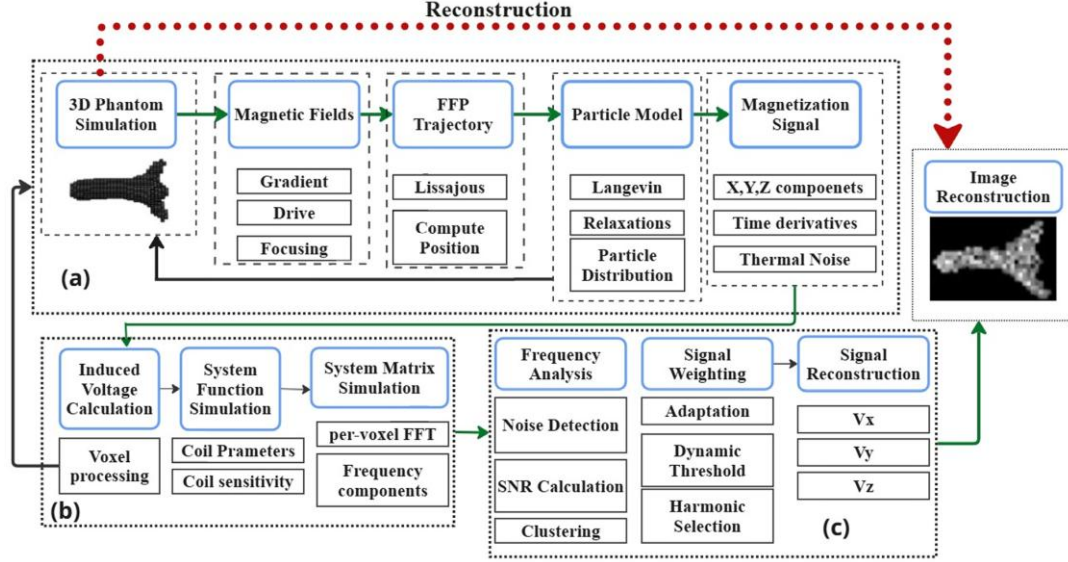 Reconstruction
3D Phantom
Simulation
Magnetic Fields
FFP
Trajectory
Particle Model
Magnetization
Signal
Gradient
Drive
Focusing
Lissajous
Compute
Position
Langevin
Relaxations
Particle
Distribution
X,Y,Z compoenets
Time derivatives
Thermal Noise
(a)
Image
Reconstruction
Induced
Voltage
Calculation
System
Function
Simulation
System Matrix
Simulation
Voxel
processing
Coil Prameters
Coil sensitivity
per-voxel FFT
Frequency
components
(b)
Frequency
Analysis
Signal
Weighting
Signal
Reconstruction
Noise Detection
SNR Calculation
Clustering
Adaptation
Dynamic
Threshold
Harmonic
Selection
Vx
Vy
Vz
(c)